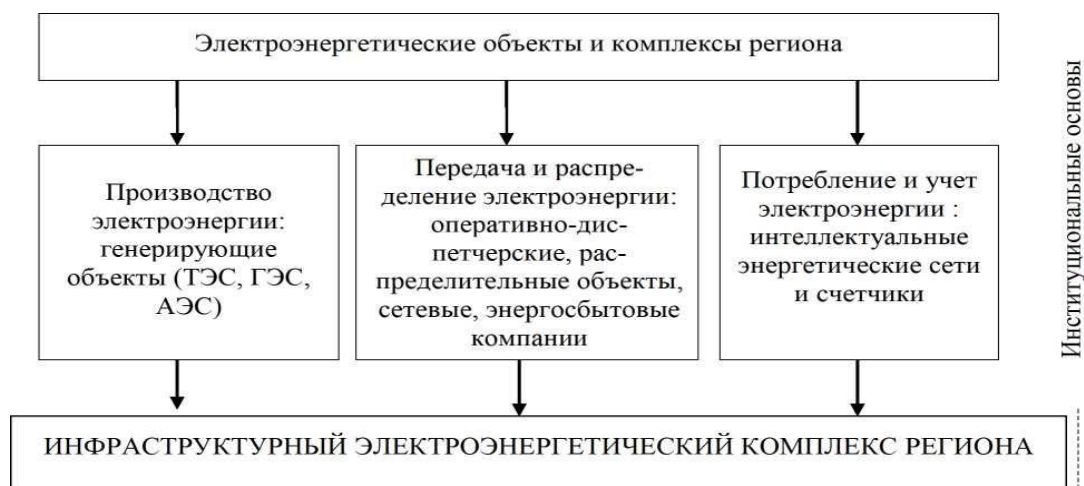 Электроэнергетические объекты и комплексы региона
Производство
электроэнергии:
генерирующие
объекты (ТЭС, ГЭС,
АЭС)
Передача и распре-
деление электроэнергии:
оперативно-дис-
петчерские, рас-
пределительные объекты,
сетевые, энергосбытовые
компании
Потребление и учет
электроэнергии :
интеллектуальные
энергетические сети
и счетчики
Институциональные основы
ИНФРАСТРУКТУРНЫЙ ЭЛЕКТРОЭНЕРГЕТИЧЕСКИЙ КОМПЛЕКС РЕГИОНА